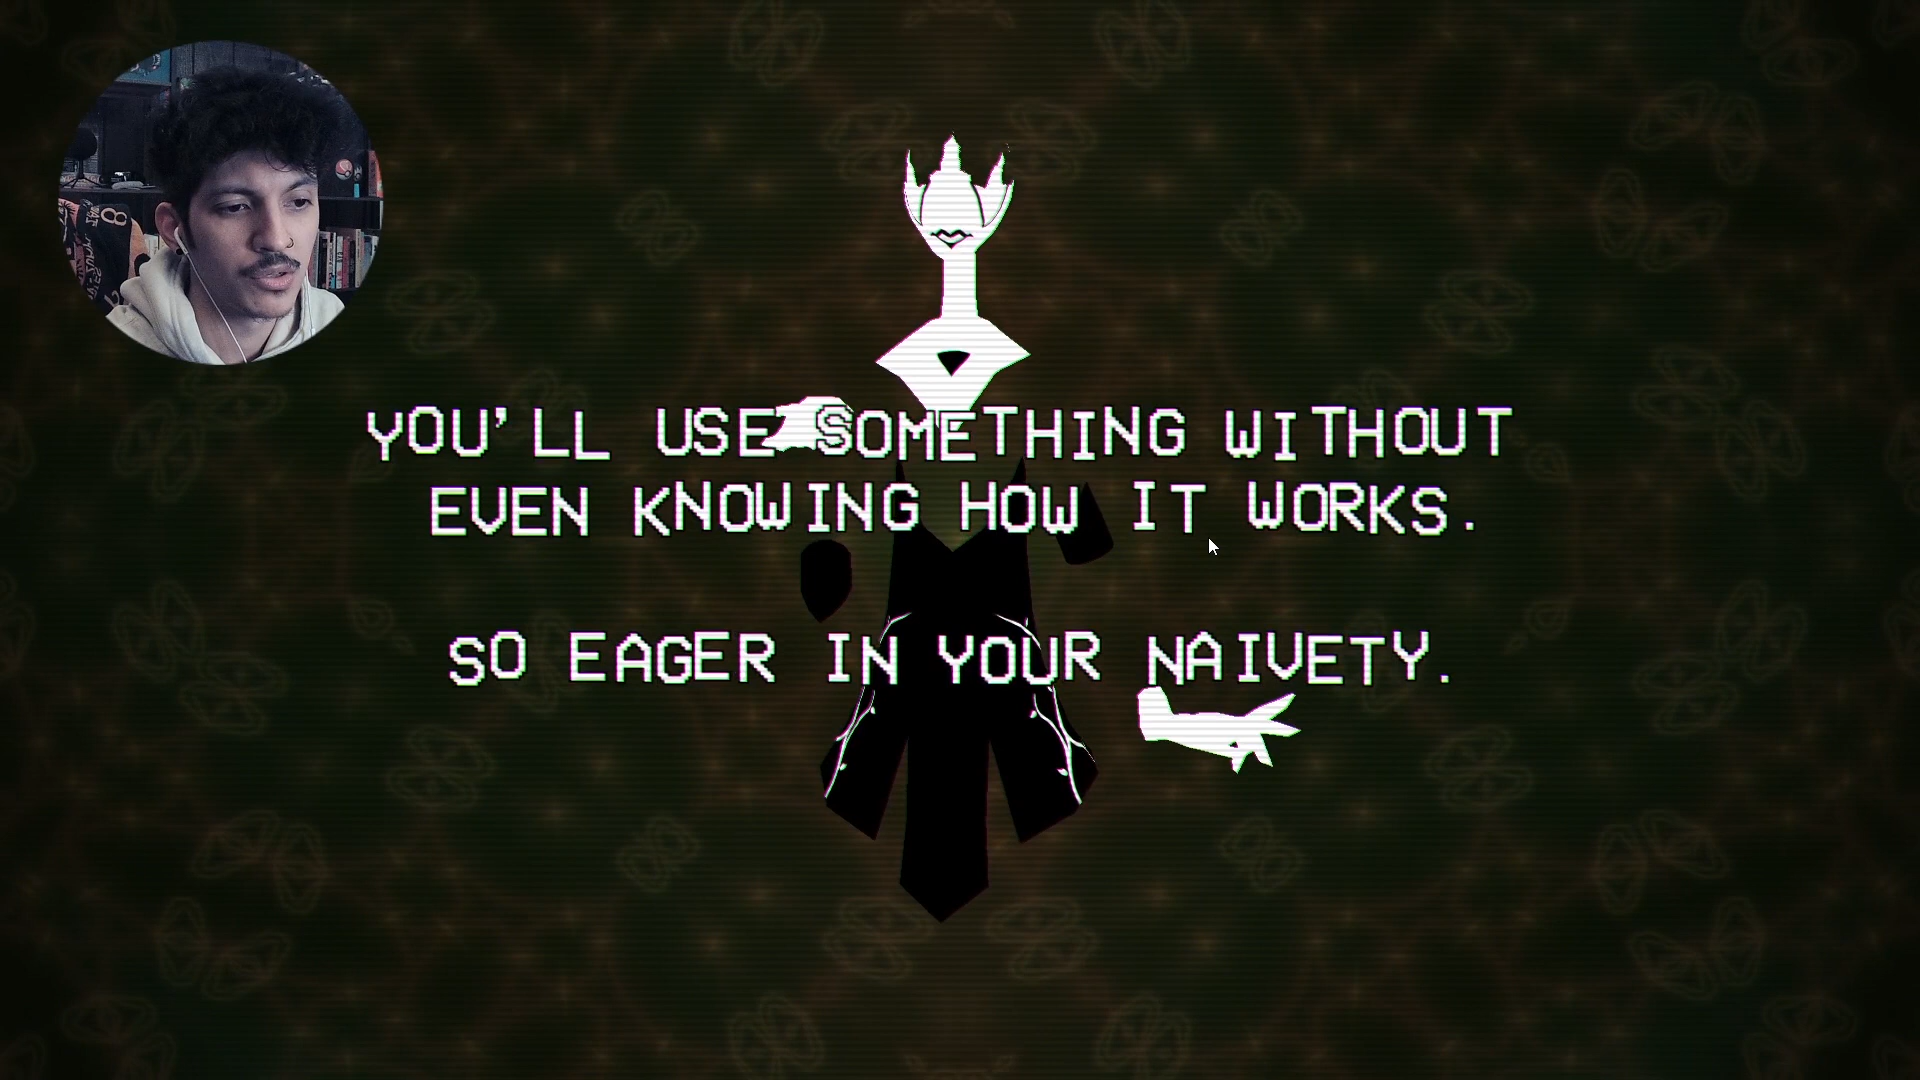 YOU'LL USE SOMETHING WITHOUT
EVEN KNOWING HOW IT WORKS.
SO EAGER IN YOUR NAIVETY.